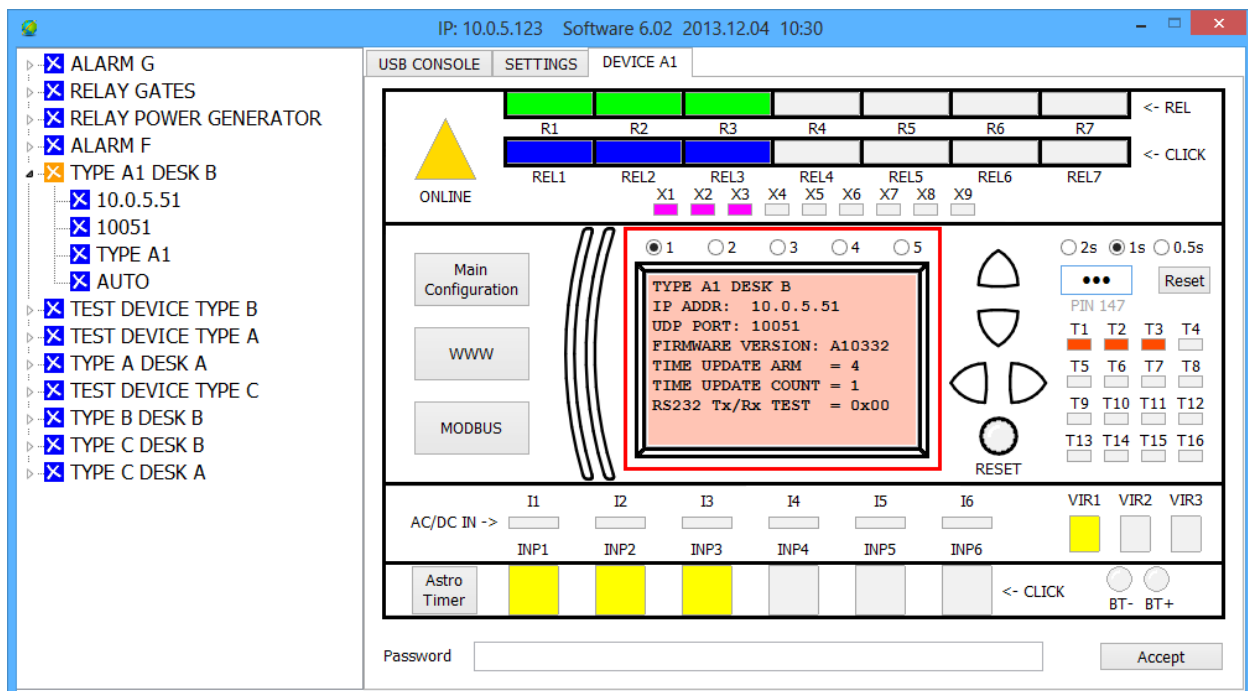 IP: 10.0.5.123 Software 6.02 2013.12.04 10:30
ALARM G
RELAY GATES
RELAY POWER GENERATOR
ALARM F
TYPE A1 DESK B
10.0.5.51
10051
TYPE A1
AUTO
TEST DEVICE TYPE B
TEST DEVICE TYPE A
TYPE A DESK A
TEST DEVICE TYPE C
TYPE B DESK B
TYPE C DESK B
TYPE C DESK A
USB CONSOLE SETTINGS DEVICE A1
<- REL
R1 R2 R3 R4 R5 R6 R7
<- CLICK
REL1 REL2 REL3 REL4 REL5 REL6 REL7
ONLINE
X1 X2 X3 X4 X5 X6 X7 X8 X9
Main
Configuration
WWW
MODBUS
1 2 3 4 5
TYPE A1 DESK B
IP ADDR: 10.0.5.51
UDP PORT: 10051
FIRMWARE VERSION: A10332
TIME UPDATE ARM = 4
TIME UPDATE COUNT = 1
RS232 Tx/Rx TEST = 0x00
RESET
2s 1s 0.5s
••• Reset
PIN 147
T1 T2 T3 T4
T5 T6 T7 T8
T9 T10 T11 T12
T13 T14 T15 T16
I1 I2 I3 I4 I5 I6
AC/DC IN ->
INP1 INP2 INP3 INP4 INP5 INP6
VIR1 VIR2 VIR3
Astro
Timer
<- CLICK
BT- BT+
Password
Accept